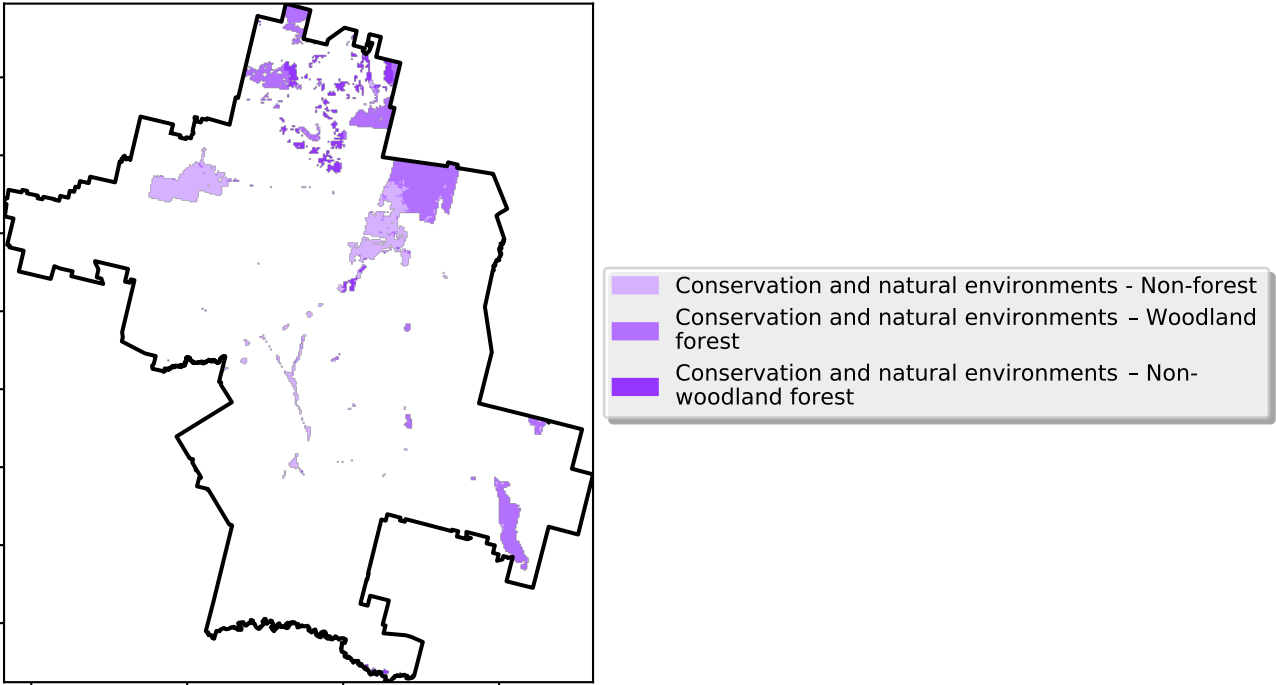 Conservation and natural environments - Non-forest
Conservation and natural environments – Woodland
forest
Conservation and natural environments – Non-
woodland forest